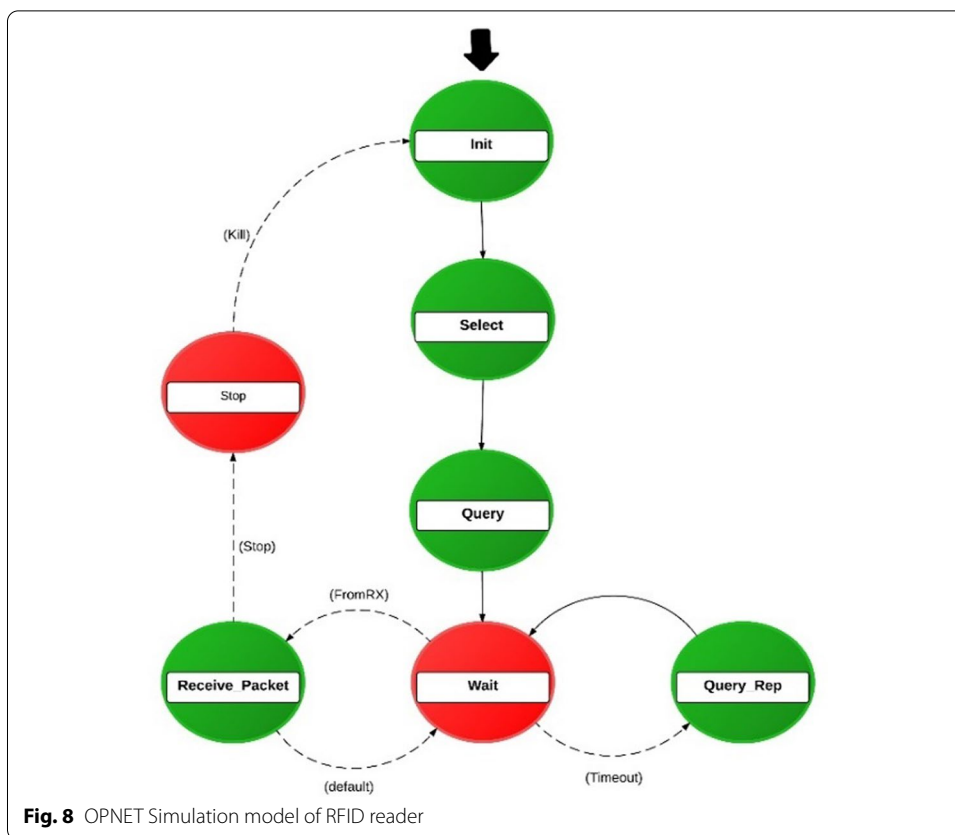 Init
(Kill)
Select
Stop
Query
(Stop)
(FromRX)
Receive_Packet
Wait
Query_Rep
(default)
(Timeout)
Fig. 8 OPNET Simulation model of RFID reader